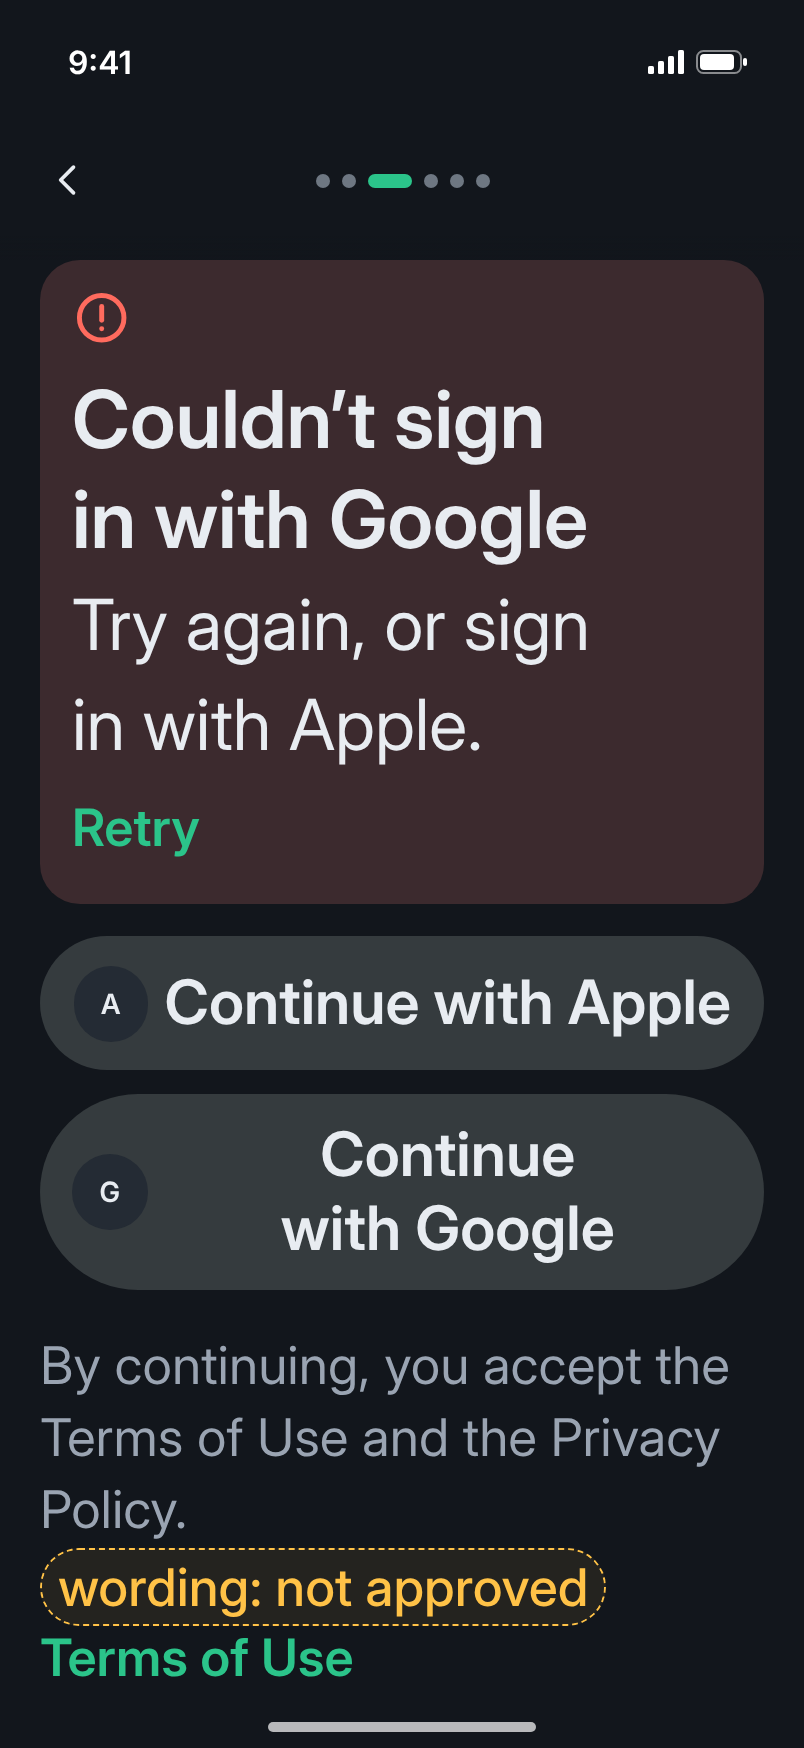 9:41
Couldn’t sign
in with Google
Try again, or sign
in with Apple.
Retry
A Continue with Apple
G Continue
with Google
By continuing, you accept the
Terms of Use and the Privacy
Policy.
wording: not approved
Terms of Use